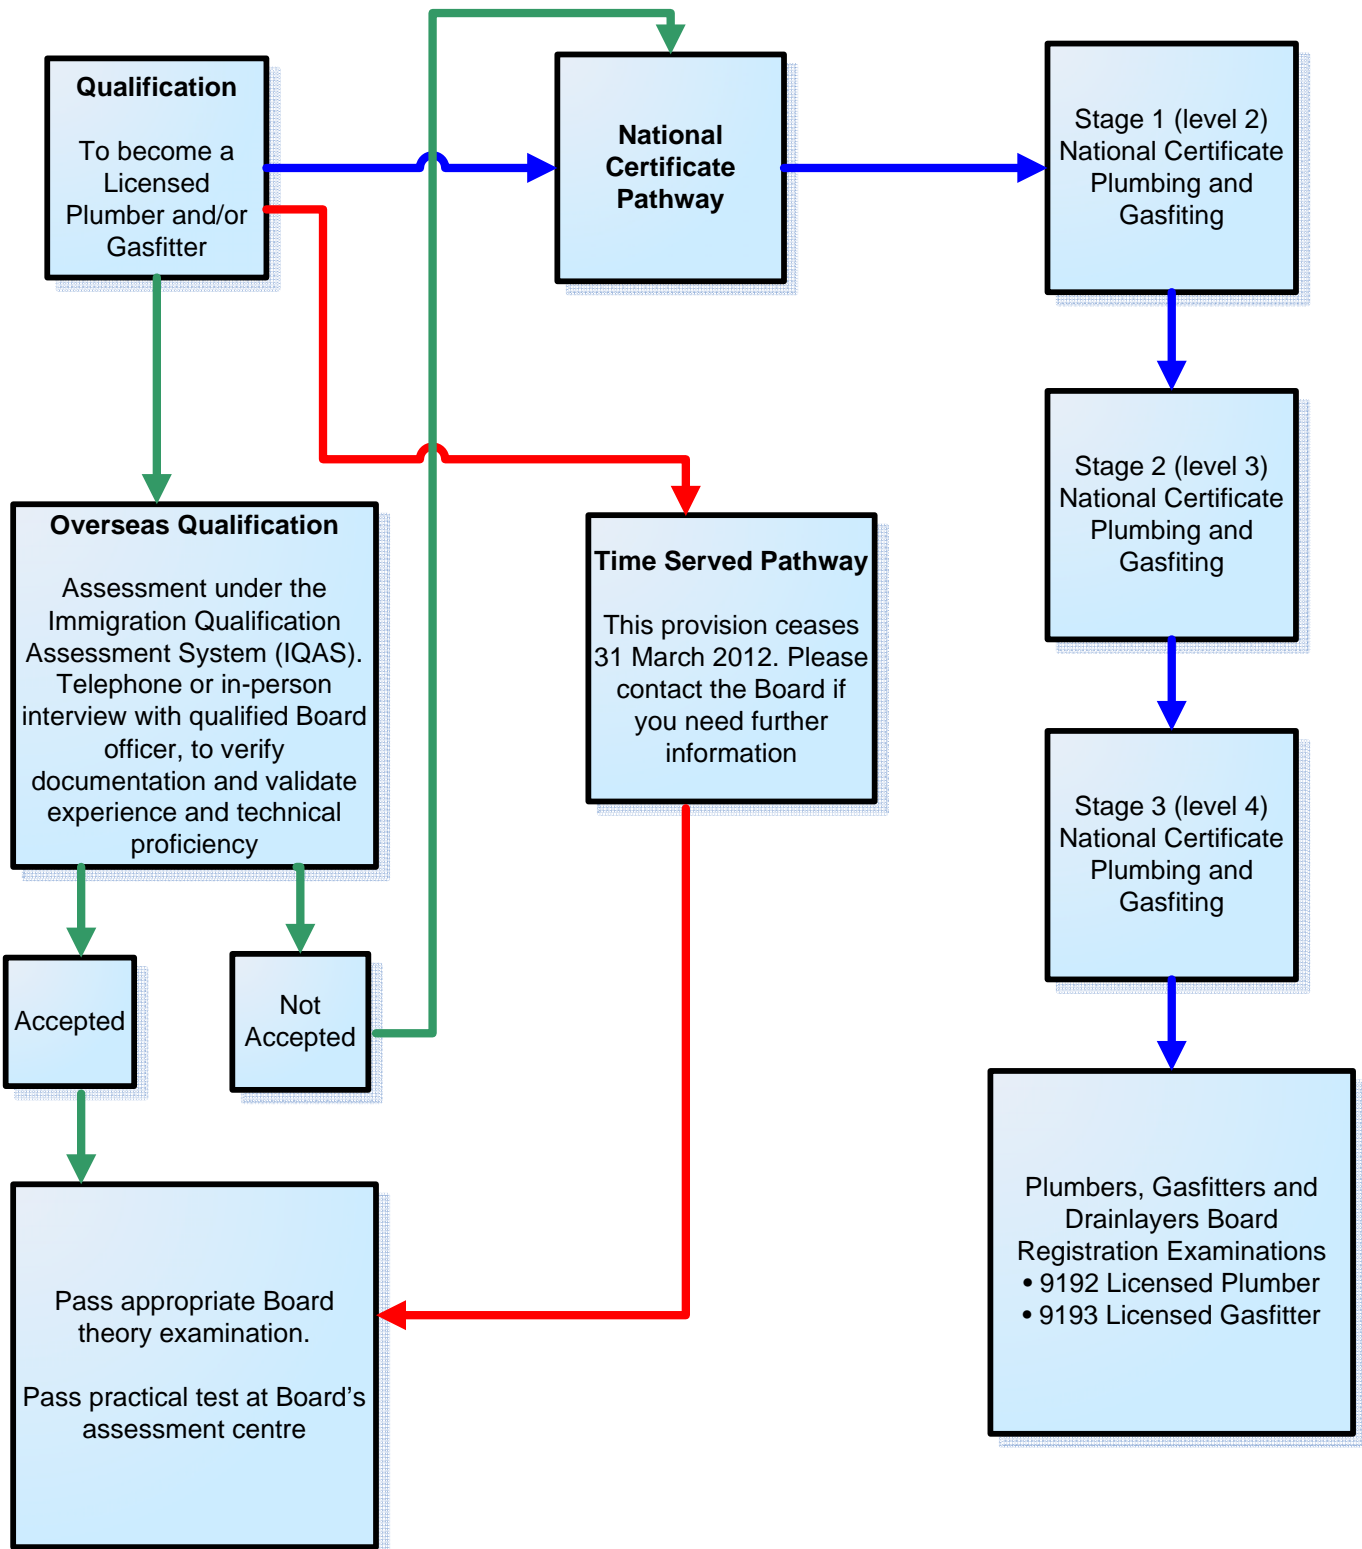 Qualification
To become a
Licensed
Plumber and/or
Gasfitter
National
Certificate
Pathway
Stage 1 (level 2)
National Certificate
Plumbing and
Gasfiting
Stage 2 (level 3)
National Certificate
Plumbing and
Gasfiting
Overseas Qualification
Assessment under the
Immigration Qualification
Assessment System (IQAS).
Telephone or in-person
interview with qualified Board
officer, to verify
documentation and validate
experience and technical
proficiency
Time Served Pathway
This provision ceases
31 March 2012. Please
contact the Board if
you need further
information
Stage 3 (level 4)
National Certificate
Plumbing and
Gasfiting
Accepted
Not
Accepted
Pass appropriate Board
theory examination.
Pass practical test at Board’s
assessment centre
Plumbers, Gasfitters and
Drainlayers Board
Registration Examinations
• 9192 Licensed Plumber
• 9193 Licensed Gasfitter